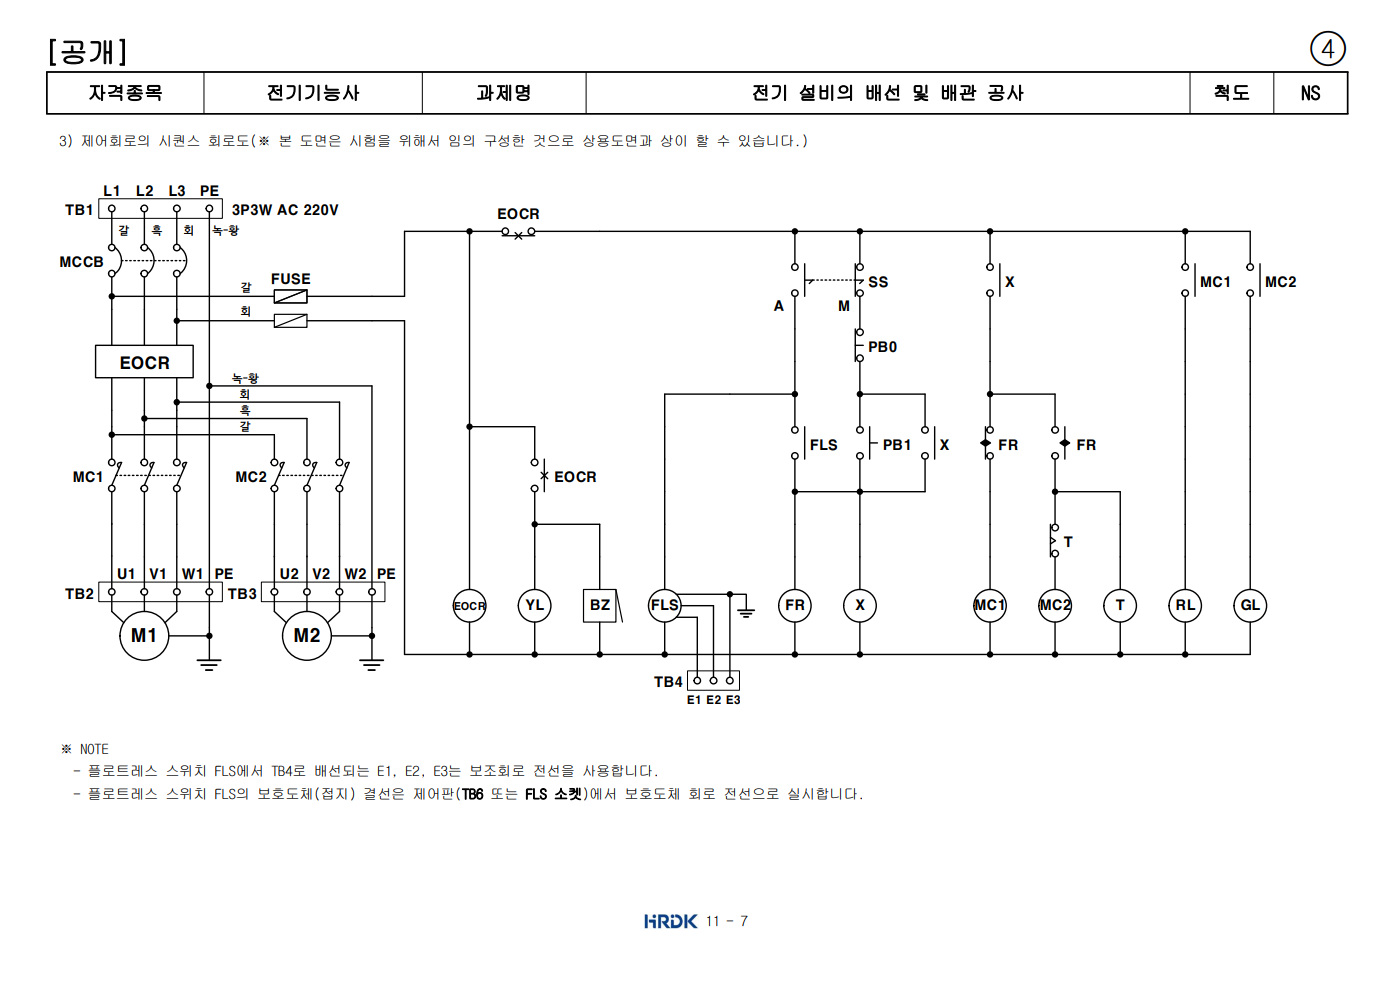 [공개]
④
자격종목 전기기능사 과제명 전기 설비의 배선 및 배관 공사 척도 NS
3) 제어회로의 시퀀스 회로도(※ 본 도면은 시험을 위해서 임의 구성한 것으로 상용도면과 상이 할 수 있습니다.)
L1 L2 L3 PE
TB1 3P3W AC 220V
갈 흑 회 녹-황
EOCR
MCCB
FUSE
갈
회
SS
X
MC1 MC2
A M
PB0
EOCR
녹-황
회
흑
갈
FLS PB1 X FR FR
MC1 MC2 EOCR
T
U1 V1 W1 PE U2 V2 W2 PE
TB2 TB3
EOCR YL BZ FLS FR X MC1 MC2 T RL GL
M1 M2
TB4
E1 E2 E3
※ NOTE
- 플로트레스 스위치 FLS에서 TB4로 배선되는 E1, E2, E3는 보조회로 전선을 사용합니다.
- 플로트레스 스위치 FLS의 보호도체(접지) 결선은 제어판(TB6 또는 FLS 소켓)에서 보호도체 회로 전선으로 실시합니다.
HRDK 11 - 7